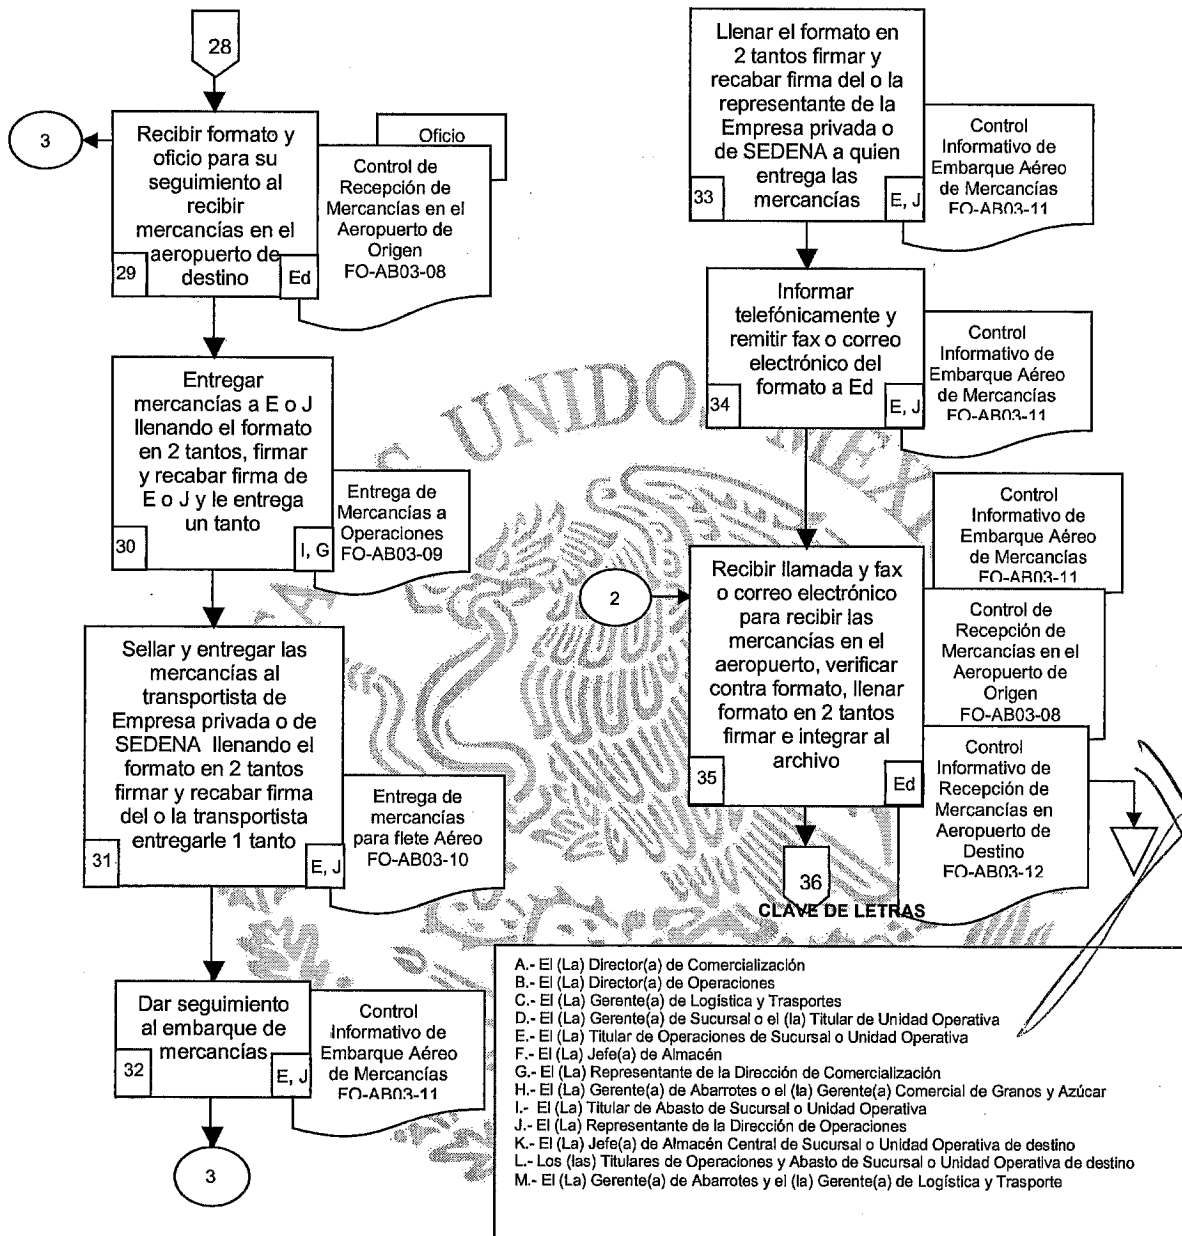 28
3
Recibir formato y
oficio para su
seguimiento al
recibir
mercancías en el
aeropuerto de
destino
29
Ed
Oficio
Control de
Recepción de
Mercancías en el
Aeropuerto de
Origen
FO-AB03-08
Entregar
mercancías a E o J
llenando el formato
en 2 tantos, firmar
y recabar firma de
E o J y le entrega
un tanto
30
I, G
Entrega de
Mercancías a
Operaciones
FO-AB03-09
Sellar y entregar las
mercancías al
transportista de
Empresa privada o de
SEDENA llenando el
formato en 2 tantos
firmar y recabar firma
del o la transportista
entregarle 1 tanto
31
E, J
Entrega de
mercancías
para flete Aéreo
FO-AB03-10
Dar seguimiento
al embarque de
mercancías
32
E, J
Control
Informativo de
Embarque Aéreo
de Mercancías
FO-AB03-11
3
Llenar el formato en
2 tantos firmar y
recabar firma del o la
representante de la
Empresa privada o
de SEDENA a quien
entrega las
mercancías
33
E, J
Control
Informativo de
Embarque Aéreo
de Mercancías
FO-AB03-11
Informar
telefónicamente y
remitir fax o correo
electrónico del
formato a Ed
34
E, J
Control
Informativo de
Embarque Aéreo
de Mercancías
FO-AB03-11
2
Recibir llamada y fax
o correo electrónico
para recibir las
mercancías en el
aeropuerto, verificar
contra formato, llenar
formato en 2 tantos
firmar e integrar al
archivo
35
Ed
Control
Informativo de
Embarque Aéreo
de Mercancías
FO-AB03-11
Control de
Recepción de
Mercancías en el
Aeropuerto de
Origen
FO-AB03-08
Control
Informativo de
Recepción de
Mercancías en
Aeropuerto de
Destino
FO-AB03-12
36
CLAVE DE LETRAS
A.- El (La) Director(a) de Comercialización
B.- El (La) Director(a) de Operaciones
C.- El (La) Gerente(a) de Logística y Trasportes
D.- El (La) Gerente(a) de Sucursal o el (la) Titular de Unidad Operativa
E.- El (La) Titular de Operaciones de Sucursal o Unidad Operativa
F.- El (La) Jefe(a) de Almacén
G.- El (La) Representante de la Dirección de Comercialización
H.- El (La) Gerente(a) de Abarrotes o el (la) Gerente(a) Comercial de Granos y Azúcar
I.- El (La) Titular de Abasto de Sucursal o Unidad Operativa
J.- El (La) Representante de la Dirección de Operaciones
K.- El (La) Jefe(a) de Almacén Central de Sucursal o Unidad Operativa de destino
L.- Los (las) Titulares de Operaciones y Abasto de Sucursal o Unidad Operativa de destino
M.- El (La) Gerente(a) de Abarrotes y el (la) Gerente(a) de Logística y Trasporte
UNIDO
MEX